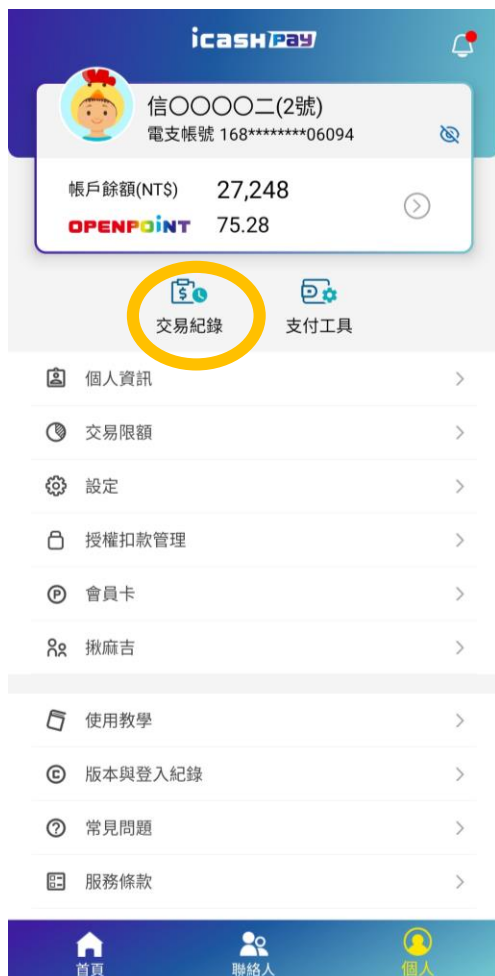 icash Pay
信〇〇〇〇二(2號)
電支帳號 168********06094
帳戶餘額(NT$) 27,248
OPENPOINT 75.28
交易紀錄 支付工具
個人資訊
交易限額
設定
授權扣款管理
會員卡
揪麻吉
使用教學
版本與登入紀錄
常見問題
服務條款
首頁 聯絡人 個人